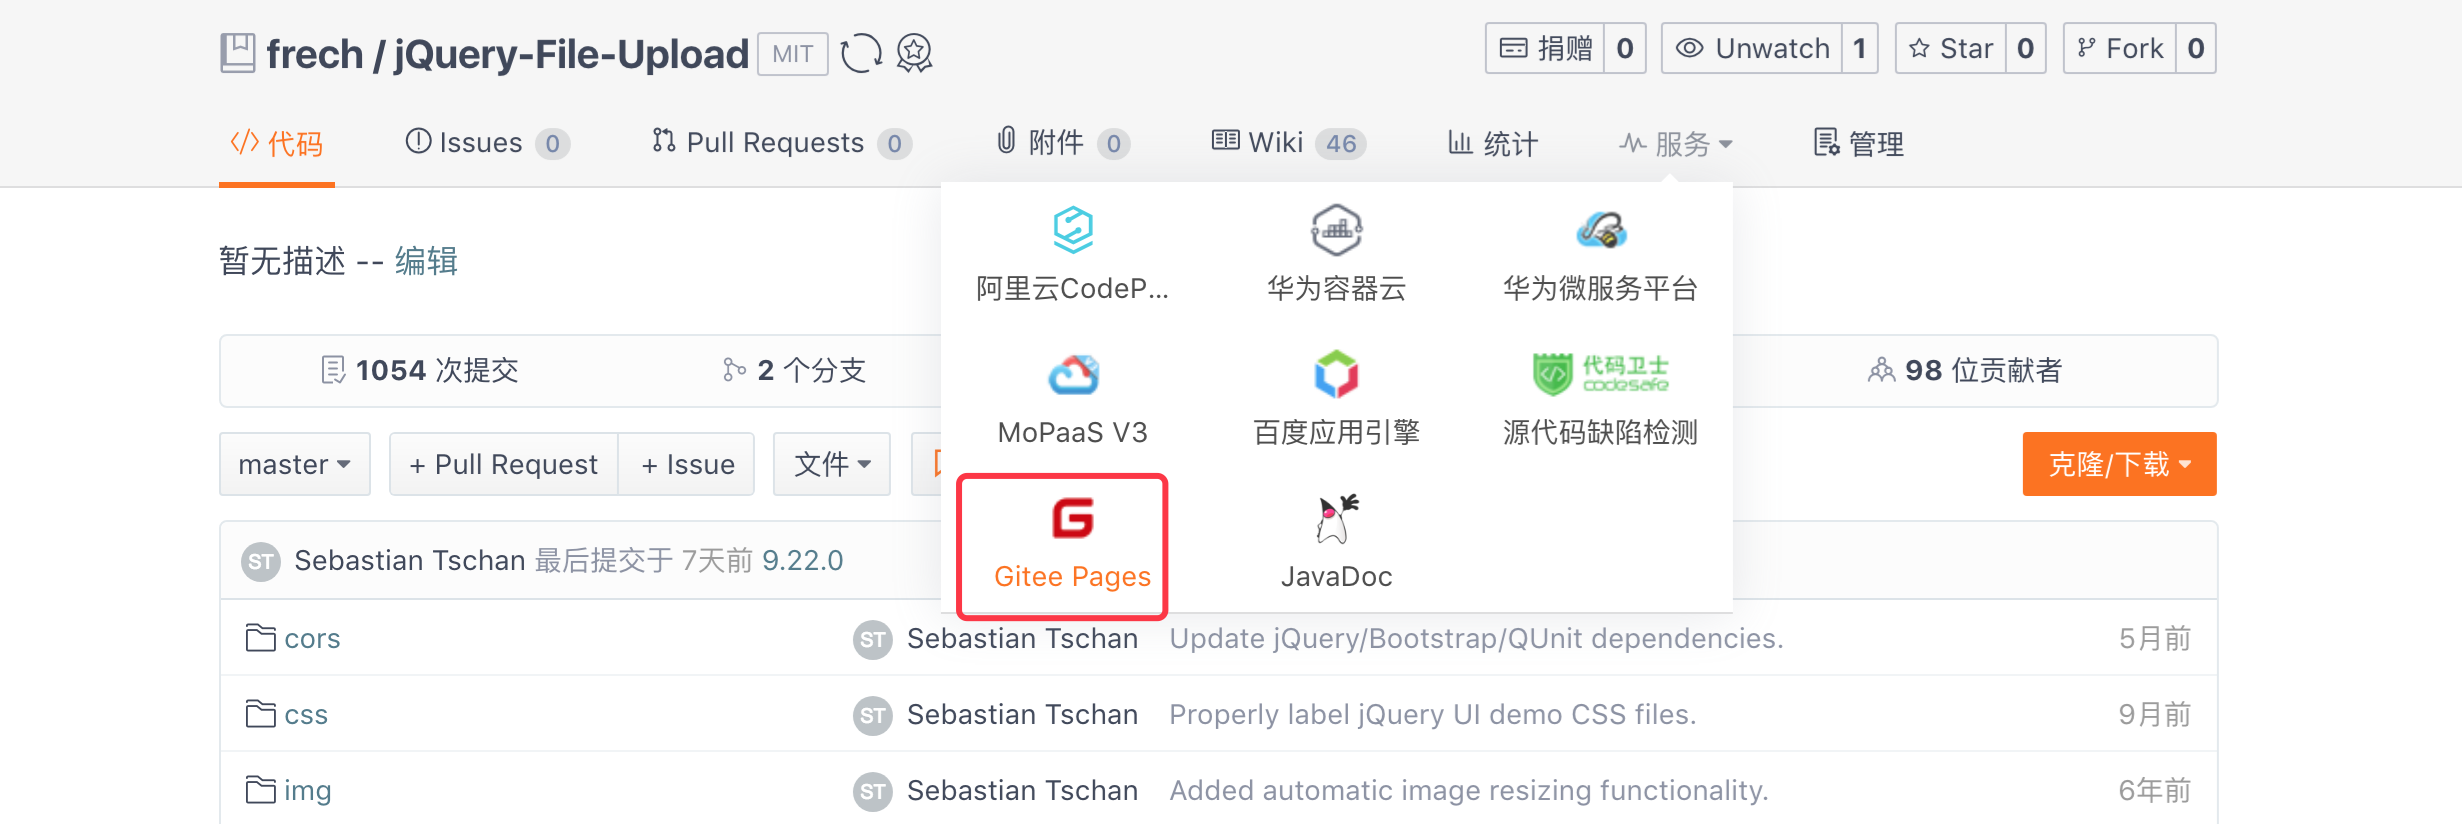 frech / jQuery-File-Upload MIT
捐赠 0 Unwatch 1 Star 0 Fork 0
代码 Issues 0 Pull Requests 0 附件 0 Wiki 46 统计 服务 管理
暂无描述 -- 编辑
阿里云CodeP... 华为容器云 华为微服务平台
1054 次提交 2 个分支 98 位贡献者
代码卫士
codesafe
MoPaaS V3 百度应用引擎 源代码缺陷检测
master + Pull Request + Issue 文件 克隆/下载
Gitee Pages JavaDoc
ST Sebastian Tschan 最后提交于 7天前 9.22.0
cors ST Sebastian Tschan Update jQuery/Bootstrap/QUnit dependencies. 5月前
css ST Sebastian Tschan Properly label jQuery UI demo CSS files. 9月前
img ST Sebastian Tschan Added automatic image resizing functionality. 6年前